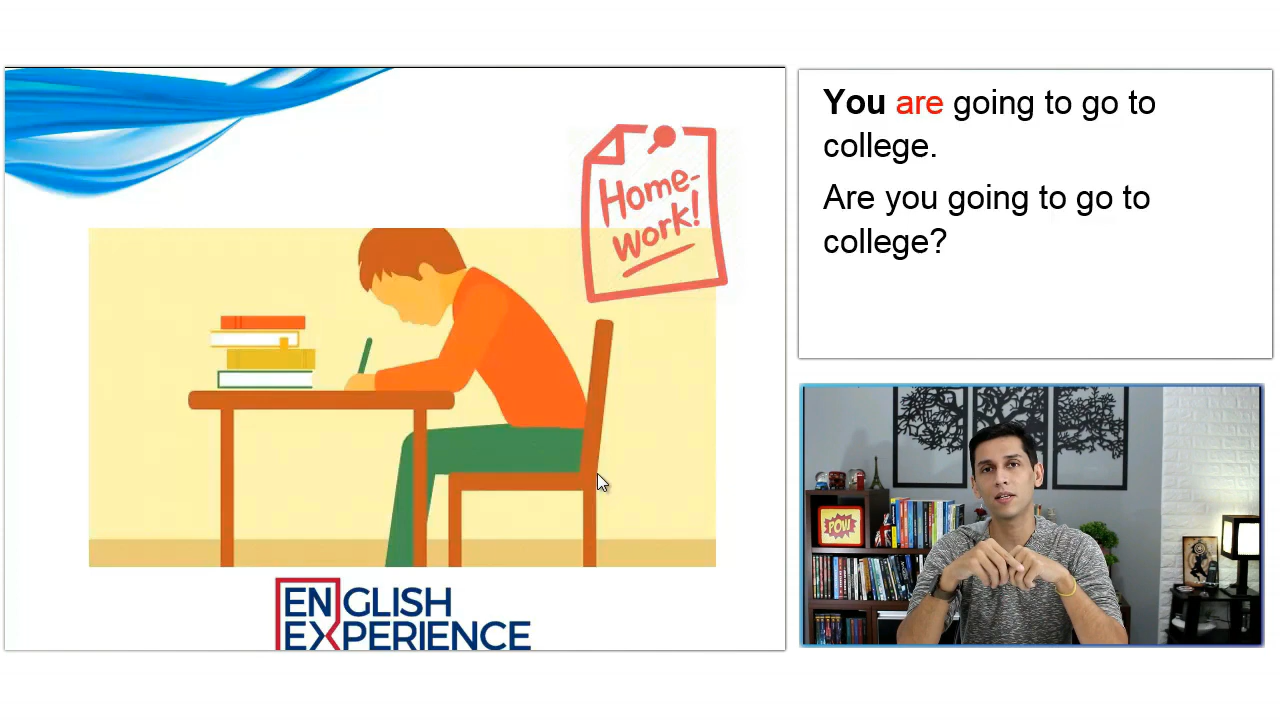 Home-
work!
ENGLISH
EXPERIENCE
You are going to go to
college.
Are you going to go to
college?
POW